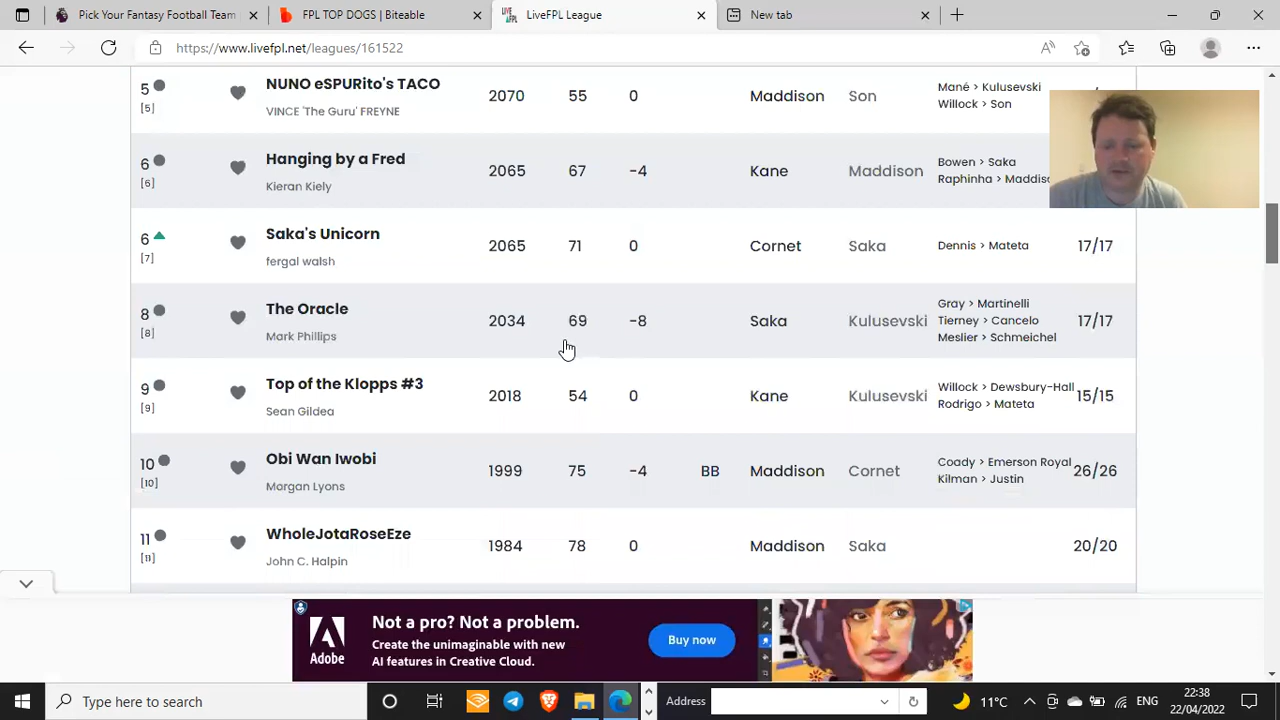 Pick Your Fantasy Football Team
FPL TOP DOGS | Biteable
LiveFPL League
New tab
https://www.livefpl.net/leagues/161522
5 NUNO eSPURito's TACO 2070 55 0 Maddison Son Mané > Kulusevski
[5] VINCE 'The Guru' FREYNE Willock > Son
6 Hanging by a Fred 2065 67 -4 Kane Maddison Bowen > Saka
[6] Kieran Kiely Raphinha >
6 Saka's Unicorn 2065 71 0 Cornet Saka Dennis > Mateta 17/17
[7] fergal walsh
8 The Oracle 2034 69 -8 Saka Kulusevski Gray > Martinelli 17/17
Tierney > Cancelo
[8] Mark Phillips Meslier > Schmeichel
9 Top of the Klopps #3 2018 54 0 Kane Kulusevski Willock > Dewsbury-Hall 15/15
[9] Sean Gildea Rodrigo > Mateta
10 Obi Wan Iwobi 1999 75 -4 BB Maddison Cornet Coady > Emerson Royal 26/26
[10] Margan Lyons Kilman > Justin
11 WholeJotaRoseEze 1984 78 0 Maddison Saka 20/20
[11] John C. Halpin
Adobe
Not a pro? Not a problem.
Create the unimaginable with new
AI features in Creative Cloud.
Buy now
Type here to search
Address
11°C
ENG
22:38
22/04/2022